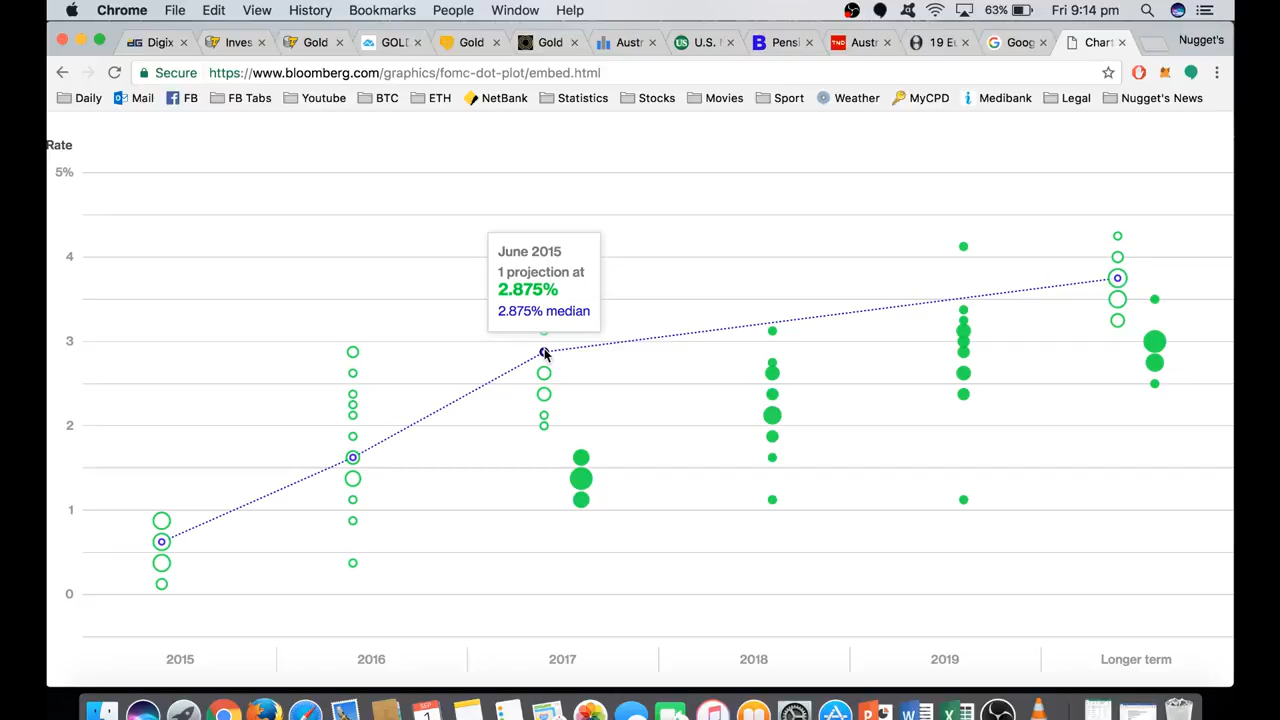 Chrome File Edit View History Bookmarks People Window Help 63% Fri 9:14 pm
Digix Inves Gold GOLD Gold Gold Austr U.S. Pensi Austr 19 E Goog Chart Nugget's
Secure https://www.bloomberg.com/graphics/fomc-dot-plot/embed.html
Daily Mail FB FB Tabs Youtube BTC ETH NetBank Statistics Stocks Movies Sport Weather MyCPD Medibank Legal Nugget's News
Rate
5%
4
3
2
1
0
June 2015
1 projection at
2.875%
2.875% median
2015 2016 2017 2018 2019 Longer term
SEP
1